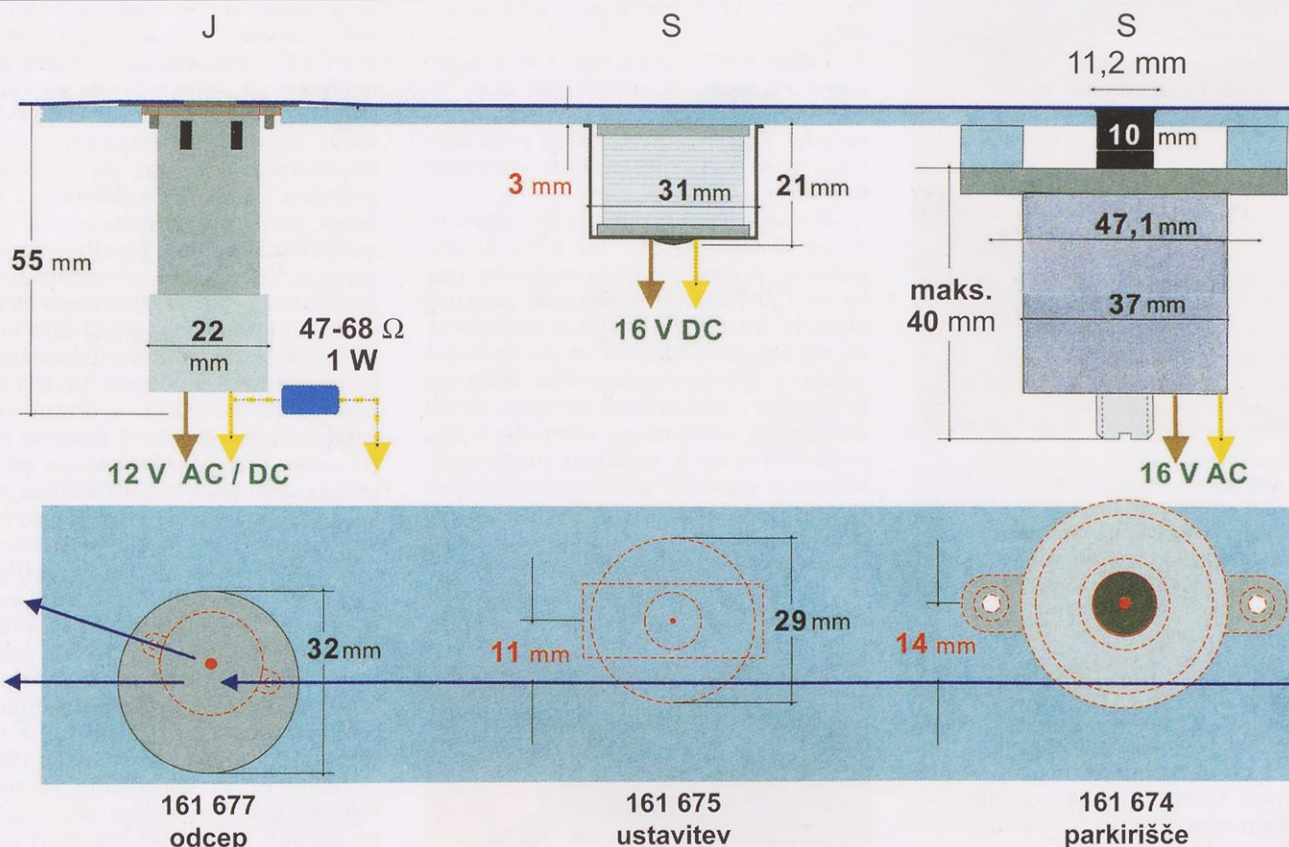 J
S
S
11,2 mm
10 mm
3 mm
31mm
21mm
47,1mm
55 mm
maks.
40 mm
37 mm
22
mm
47-68 Ω
1 W
16 V DC
12 V AC / DC
16 V AC
32mm
11 mm
29mm
14 mm
161 677
odcep
161 675
ustavitev
161 674
parkirišče